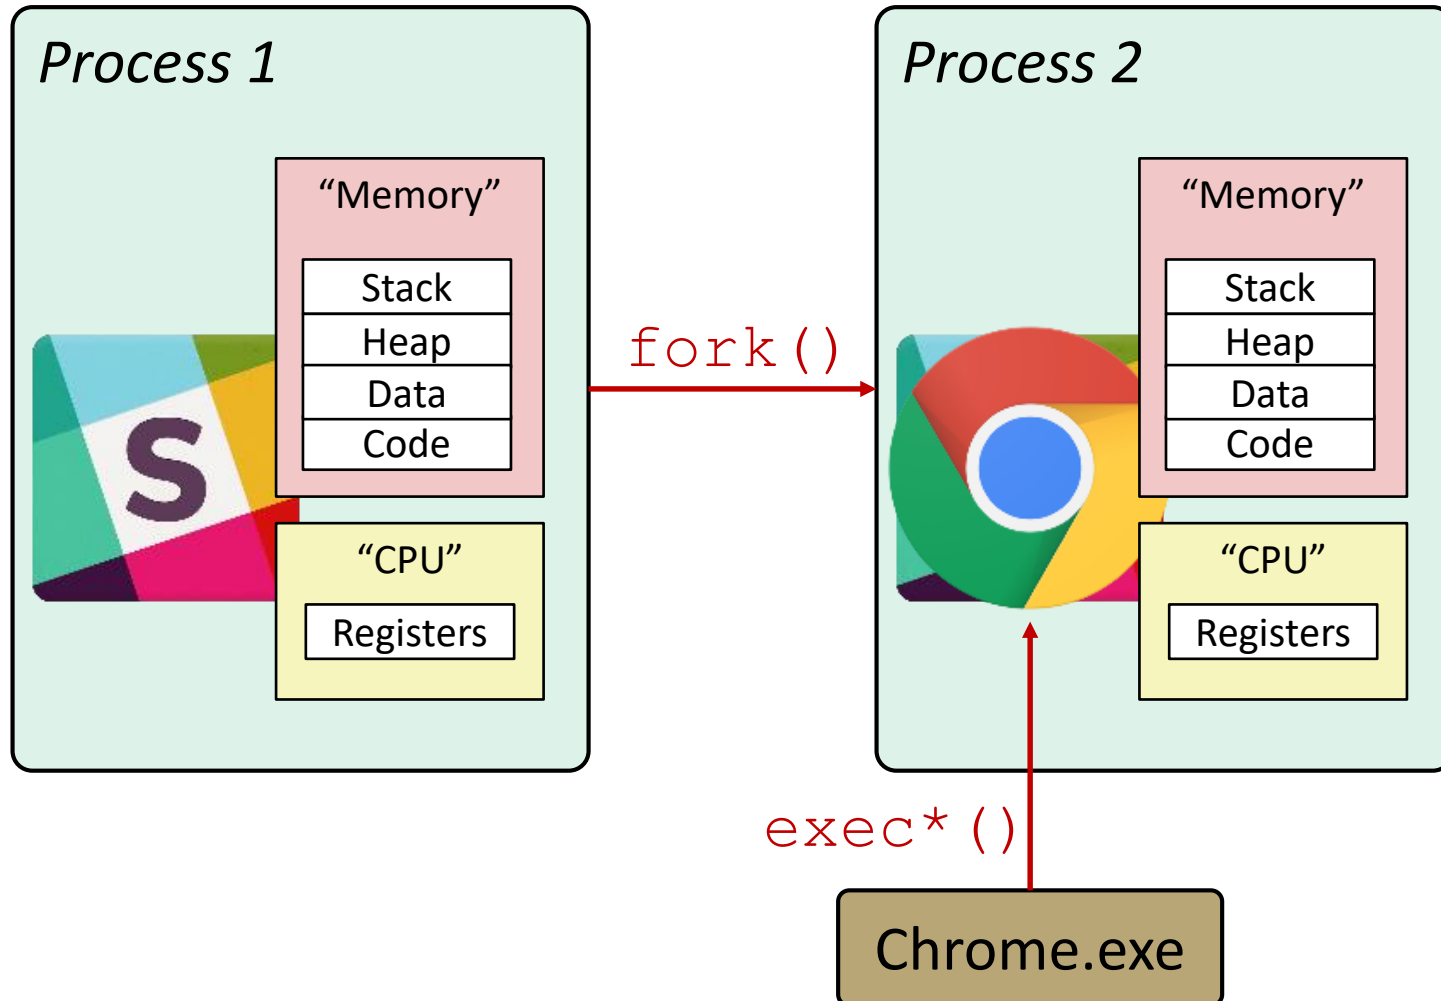 Process 1
“Memory”
Stack
Heap
Data
Code
S
“CPU”
Registers
fork()
Process 2
“Memory”
Stack
Heap
Data
Code
“CPU”
Registers
exec*()
Chrome.exe